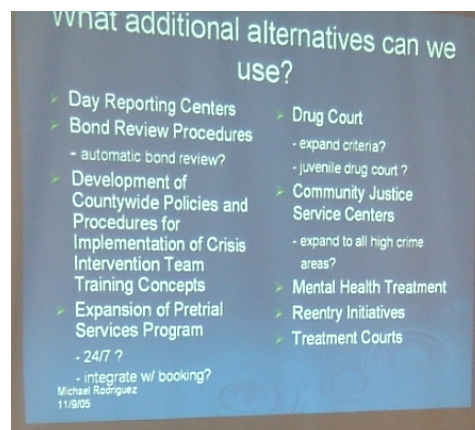 What additional alternatives can we
use?
Day Reporting Centers
Bond Review Procedures
- automatic bond review?
Development of
Countywide Policies and
Procedures for
Implementation of Crisis
Intervention Team
Training Concepts
Expansion of Pretrial
Services Program
- 24/7 ?
- integrate w/ booking?
Michael Rodriguez
11/9/05
Drug Court
- expand criteria?
- juvenile drug court ?
Community Justice
Service Centers
- expand to all high crime
areas?
Mental Health Treatment
Reentry Initiatives
Treatment Courts